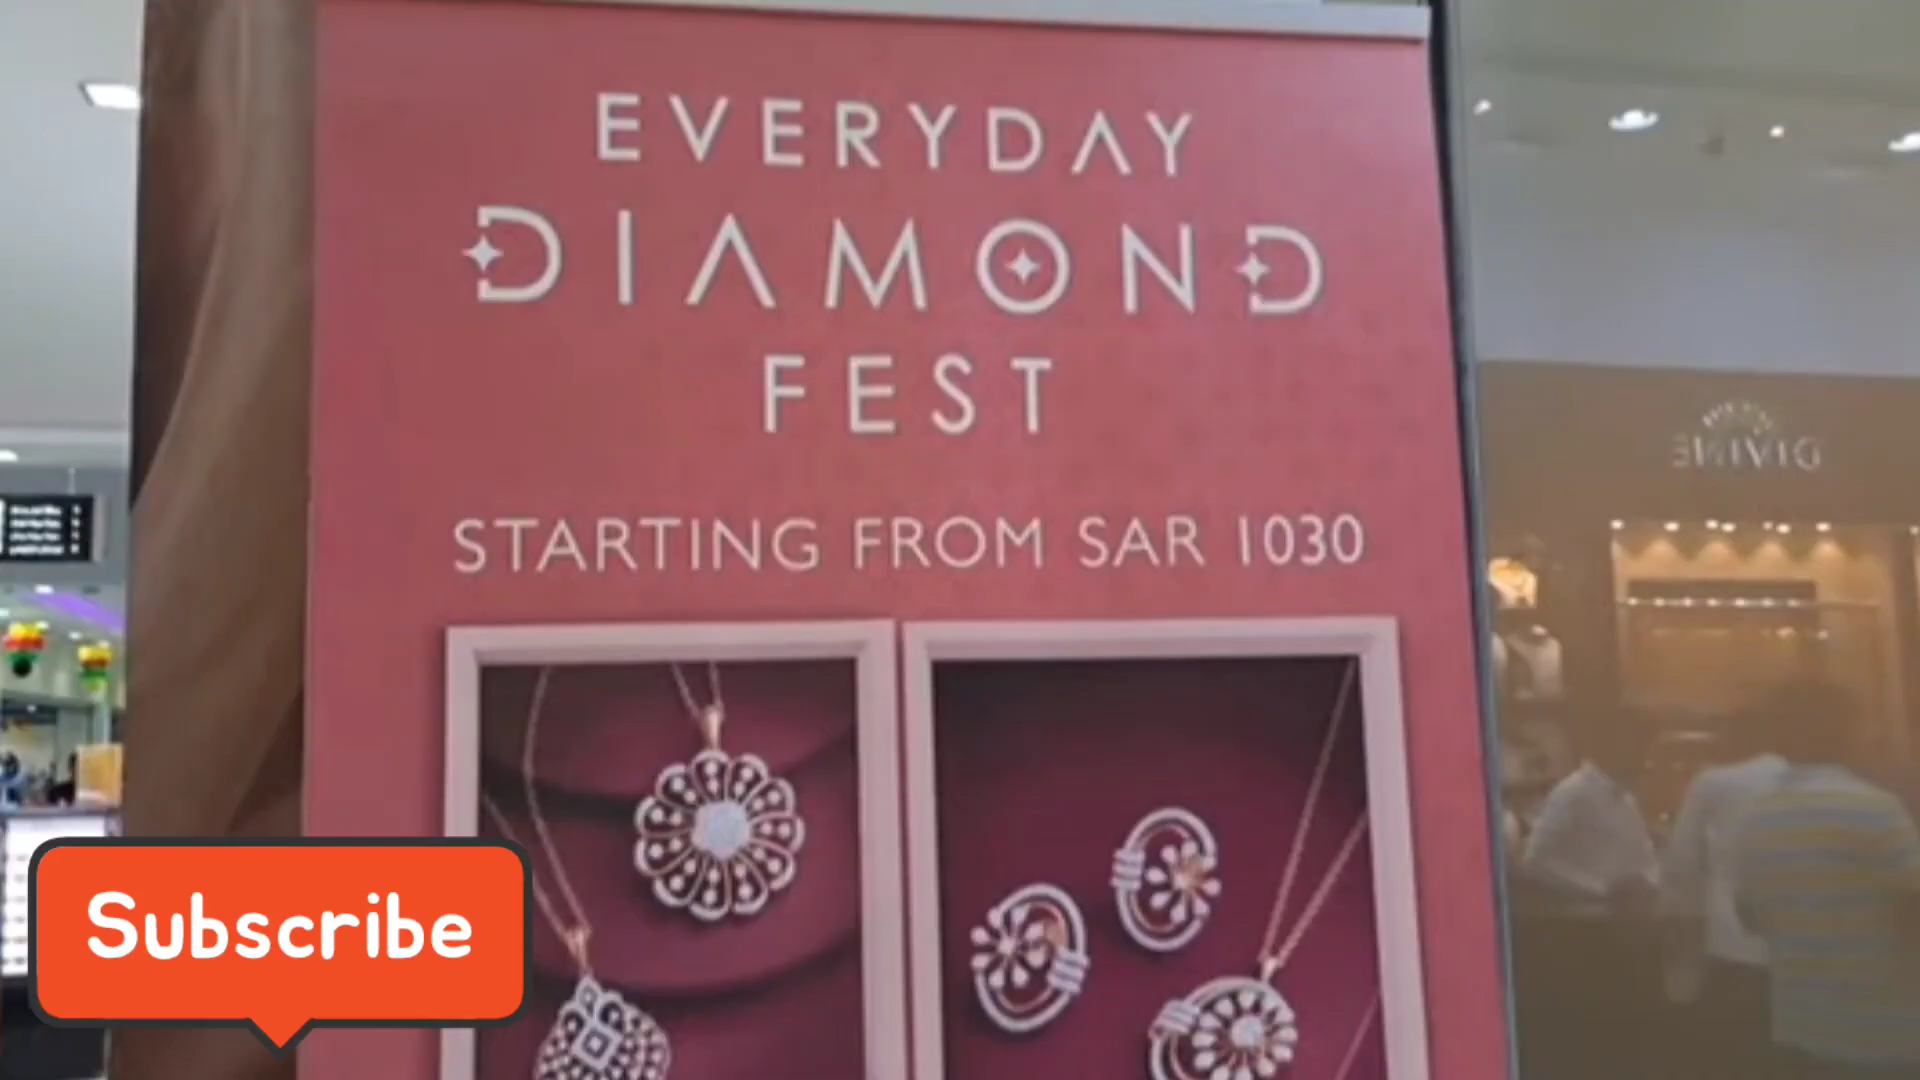 EVERYDAY
DIAMOND
FEST
STARTING FROM SAR 1030
Subscribe